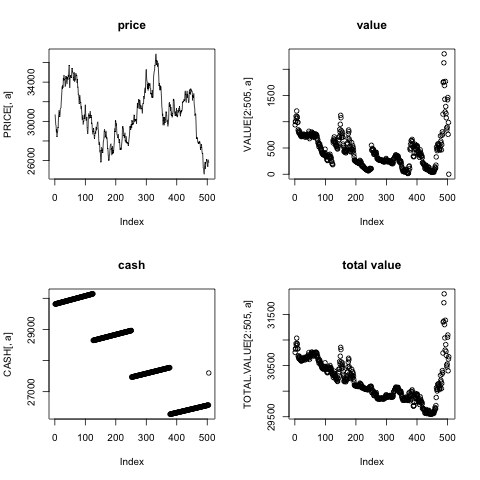 price
PRICE[, a]
34000
30000
26000
0 100 200 300 400 500
Index
value
VALUE[2:505, a]
1500
500
0
0 100 200 300 400 500
Index
cash
CASH[, a]
29000
27000
0 100 200 300 400 500
Index
total value
TOTAL.VALUE[2:505, a]
31500
30500
29500
0 100 200 300 400 500
Index